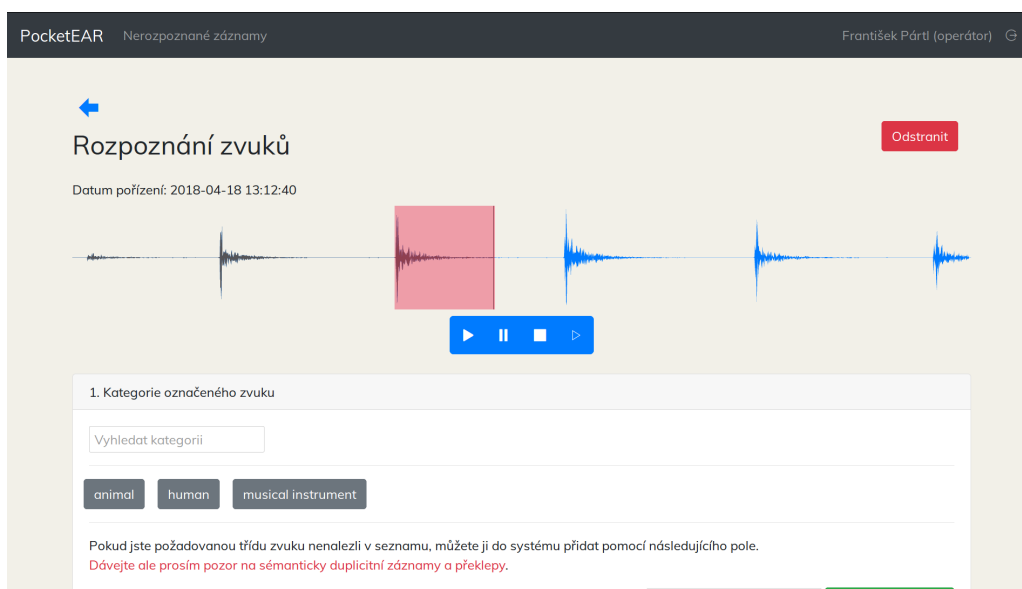 PocketEAR Nerozpoznané záznamy František Pártl (operátor)
Rozpoznání zvuků
Odstranit
Datum pořízení: 2018-04-18 13:12:40
1. Kategorie označeného zvuku
Vyhledat kategorii
animal human musical instrument
Pokud jste požadovanou třídu zvuku nenalezli v seznamu, můžete ji do systému přidat pomocí následujícího pole.
Dávejte ale prosím pozor na sémanticky duplicitní záznamy a překlepy.